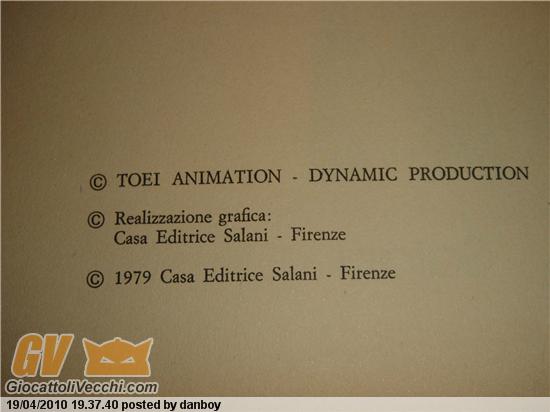 © TOEI ANIMATION - DYNAMIC PRODUCTION
© Realizzazione grafica:
Casa Editrice Salani - Firenze
© 1979 Casa Editrice Salani - Firenze
GV
GiocattoliVecchi.com
19/04/2010 19.37.40 posted by danboy